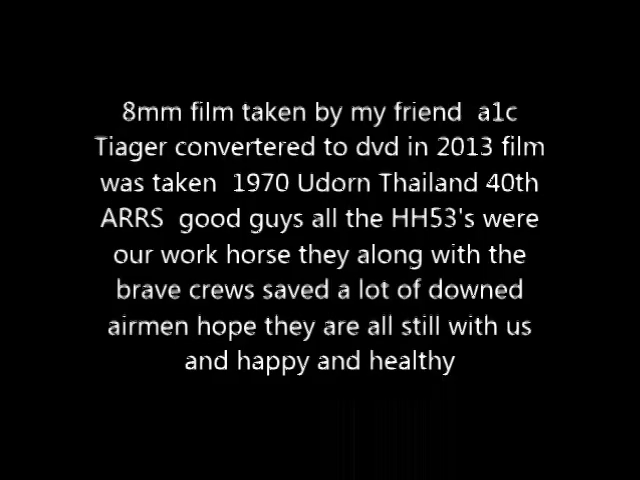 8mm film taken by my friend  a1c
Tiager convertered to dvd in 2013 film
was taken  1970 Udorn Thailand 40th
ARRS  good guys all the HH53's were
our work horse they along with the
brave crews saved a lot of downed
airmen hope they are all still with us
and happy and healthy